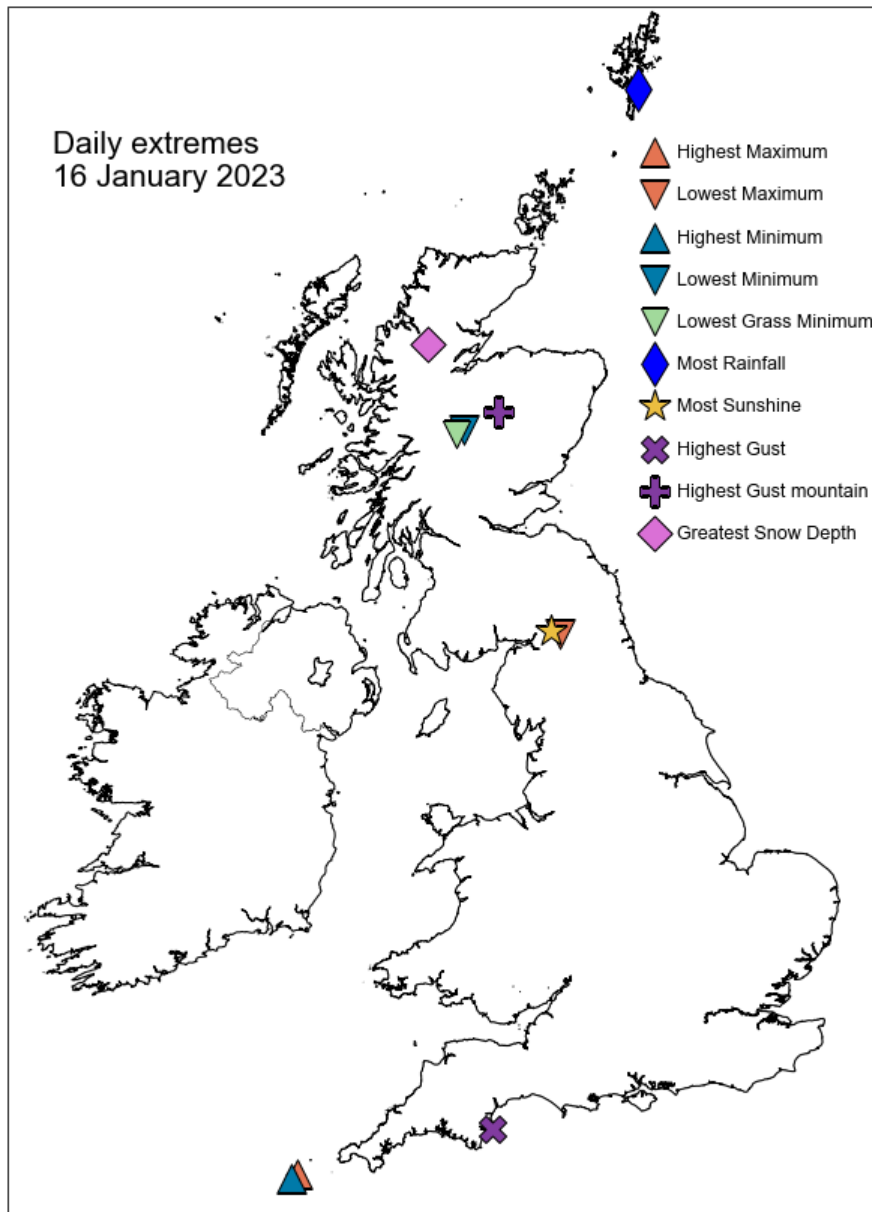 Daily extremes
16 January 2023
Highest Maximum
Lowest Maximum
Highest Minimum
Lowest Minimum
Lowest Grass Minimum
Most Rainfall
Most Sunshine
Highest Gust
Highest Gust mountain
Greatest Snow Depth